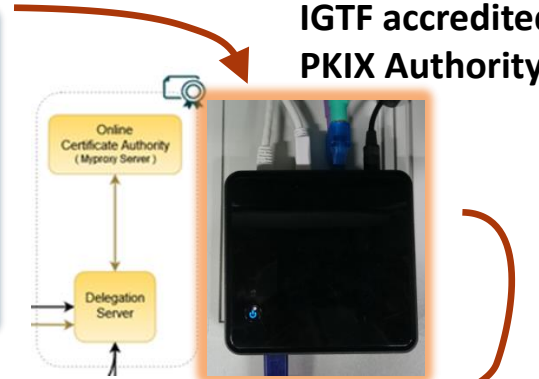 IGTF accredited
PKIX Authority
Online
Certificate Authority
( Myproxy Server )
Delegation
Server